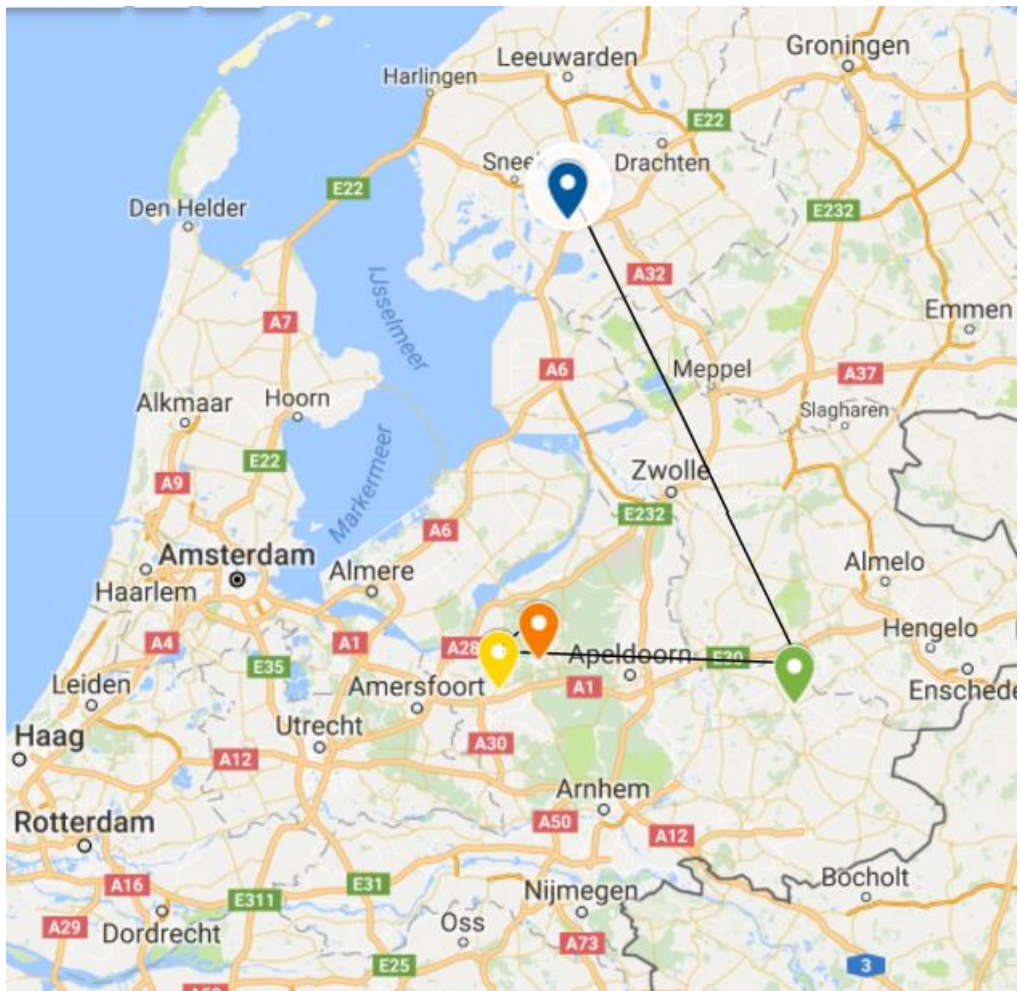 Groningen
Leeuwarden
Harlingen
E22
Drachten
Sneek
E22
Den Helder
E232
A32
IJsselmeer
A7
Emmen
A6
Meppel
A37
Alkmaar
Hoorn
Slagharen
E22
Markermeer
Zwolle
A9
E232
A6
Amsterdam
Almere
Almelo
Haarlem
A4
A1
A28
Hengelo
E35
Apeldoorn
E30
Leiden
Amersfoort
A1
Enschede
Utrecht
Haag
A12
A30
Arnhem
Rotterdam
A50
A12
A16
E31
Nijmegen
Bocholt
E311
A29
Dordrecht
Oss
A73
E25
3